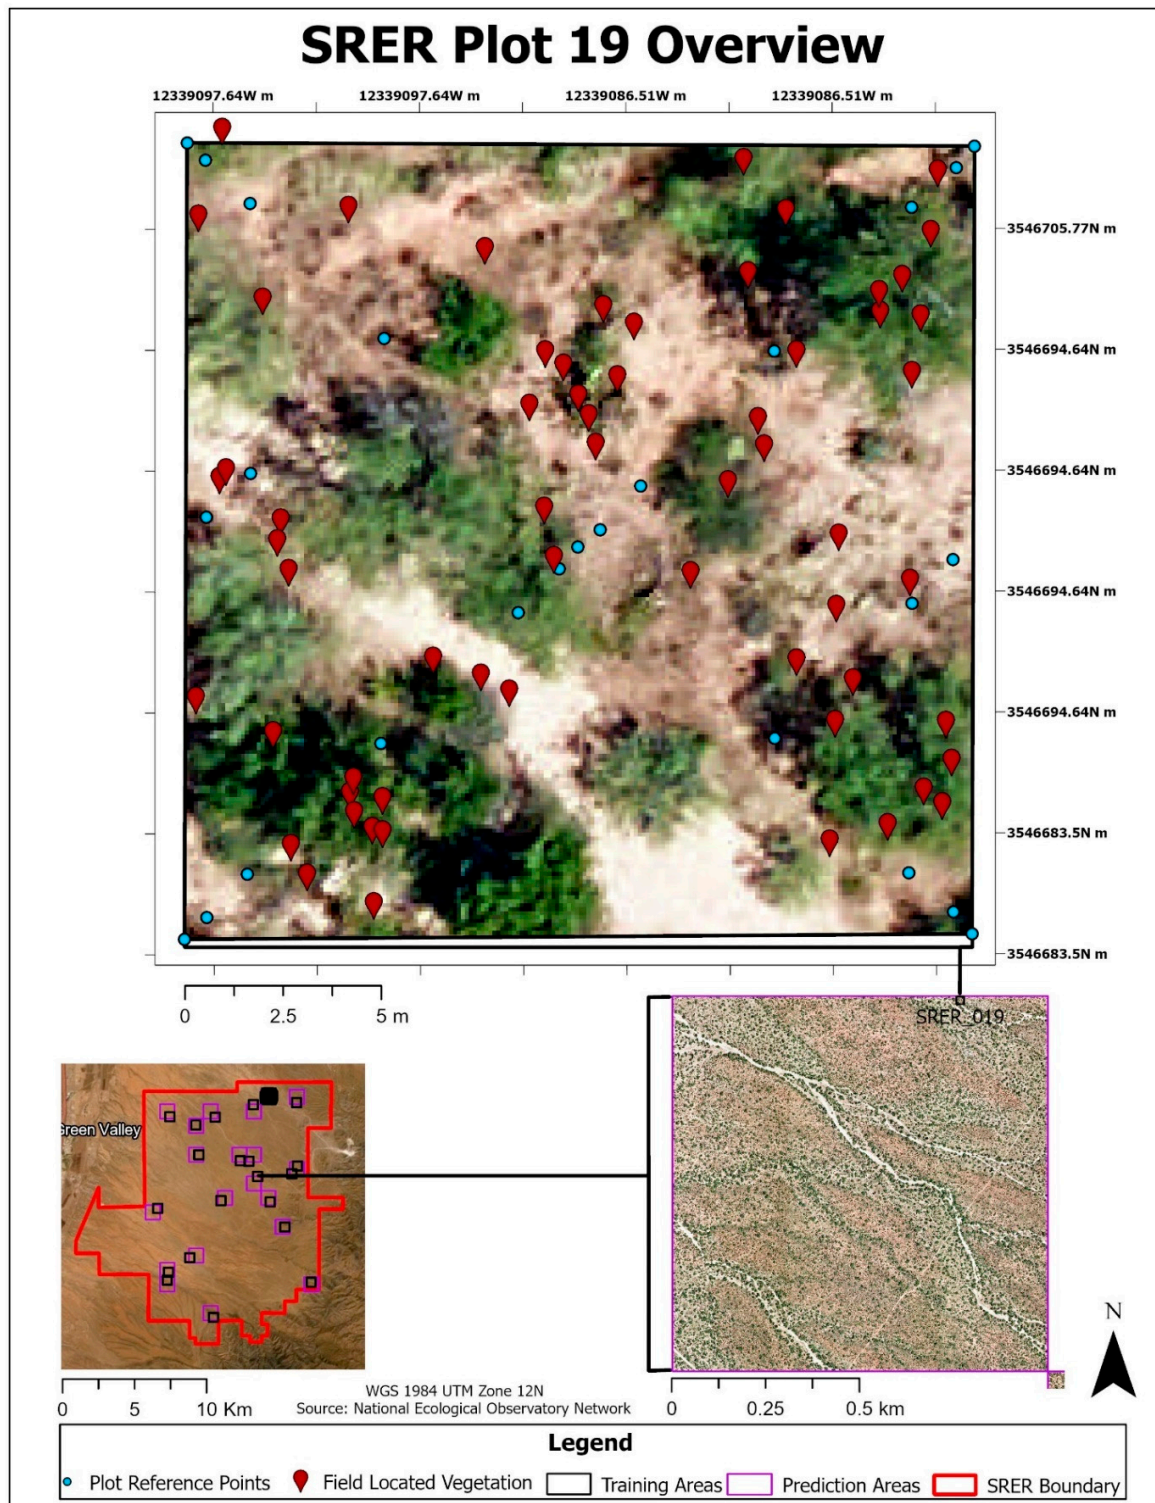 SRER Plot 19 Overview
12339097.64W m 12339097.64W m 12339086.51W m 12339086.51W m
3546705.77N m
3546694.64N m
3546694.64N m
3546694.64N m
3546694.64N m
3546683.5N m
3546683.5N m
0 2.5 5 m
SRER_019
Green Valley
N
WGS 1984 UTM Zone 12N
0 5 10 Km Source: National Ecological Observatory Network 0 0.25 0.5 km
Legend
Plot Reference Points Field Located Vegetation Training Areas Prediction Areas SRER Boundary